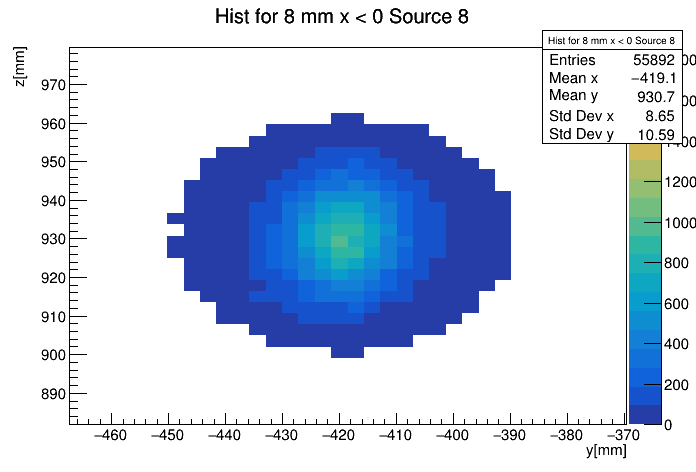 Hist for 8 mm x < 0 Source 8
Hist for 8 mm x < 0 Source 8
Entries 55892
Mean x −419.1
Mean y 930.7
Std Dev x 8.65
Std Dev y 10.59
z[mm]
970
960
950
940
930
920
910
900
890
−460 −450 −440 −430 −420 −410 −400 −390 −380 −370
y[mm]
1200
1000
800
600
400
200
0